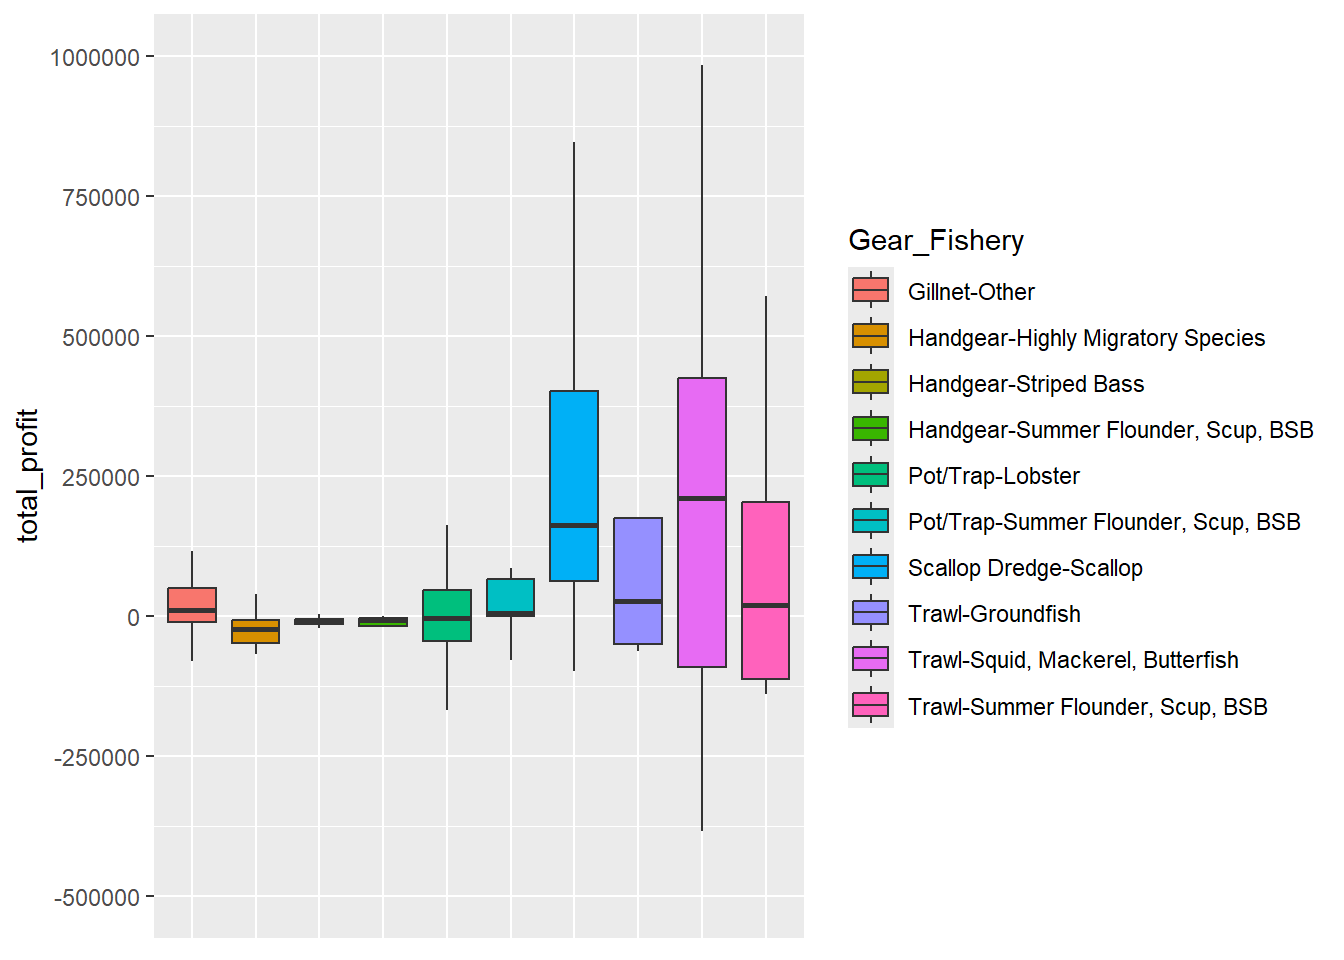 total_profit
1000000
750000
500000
250000
0
-250000
-500000
Gear_Fishery
Gillnet-Other
Handgear-Highly Migratory Species
Handgear-Striped Bass
Handgear-Summer Flounder, Scup, BSB
Pot/Trap-Lobster
Pot/Trap-Summer Flounder, Scup, BSB
Scallop Dredge-Scallop
Trawl-Groundfish
Trawl-Squid, Mackerel, Butterfish
Trawl-Summer Flounder, Scup, BSB